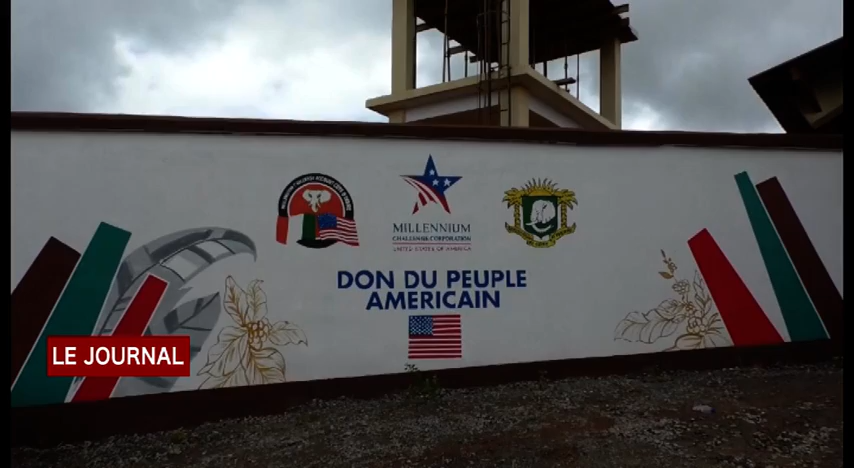 MILLENNIUM
CHALLENGE CORPORATION
UNITED STATES OF AMERICA
DON DU PEUPLE
AMERICAIN
LE JOURNAL